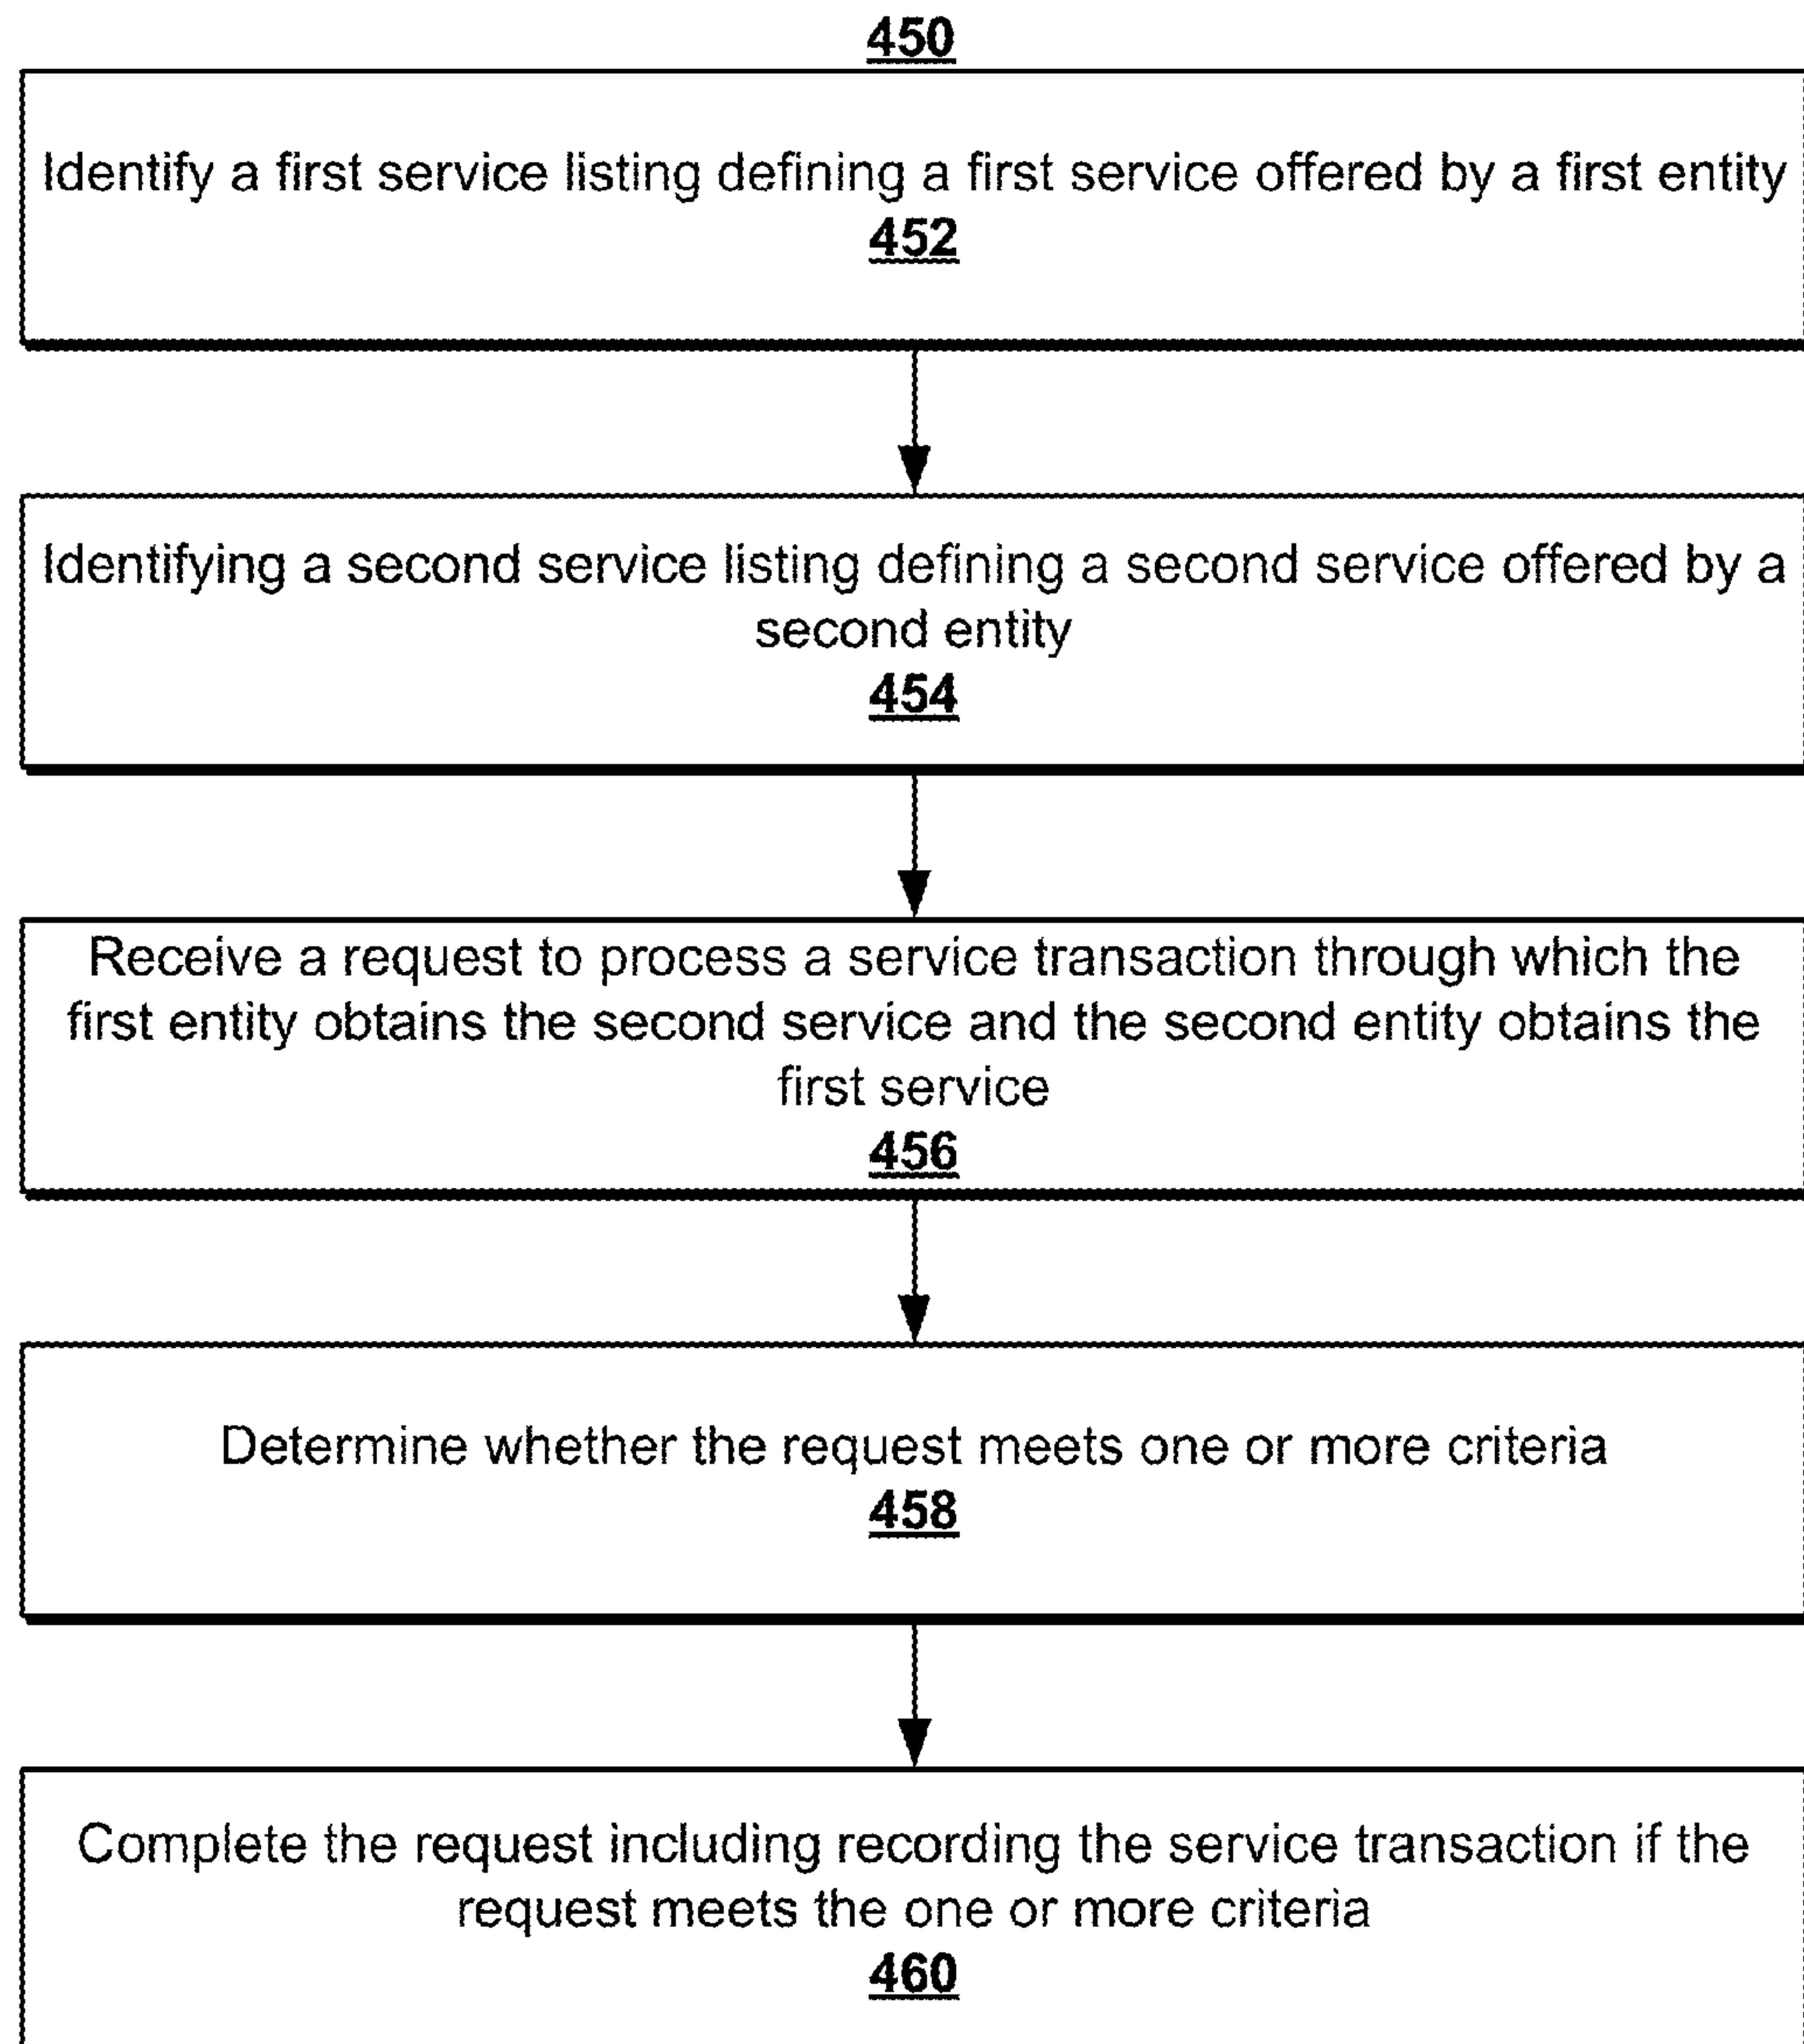 450
Identify a first service listing defining a first service offered by a first entity
452
Identifying a second service listing defining a second service offered by a
second entity
454
Receive a request to process a service transaction through which the
first entity obtains the second service and the second entity obtains the
first service
456
Determine whether the request meets one or more criteria
458
Complete the request including recording the service transaction if the
request meets the one or more criteria
460